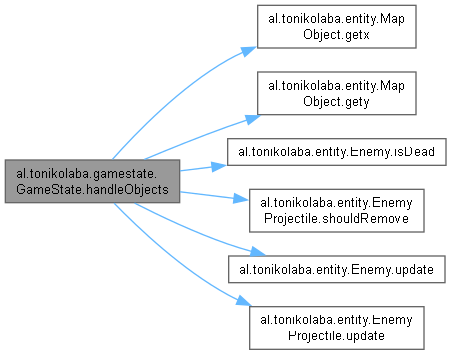 al.tonikolaba.entity.Map
Object.getx
al.tonikolaba.entity.Map
Object.gety
al.tonikolaba.entity.Enemy.isDead
al.tonikolaba.gamestate.
GameState.handleObjects
al.tonikolaba.entity.Enemy
Projectile.shouldRemove
al.tonikolaba.entity.Enemy.update
al.tonikolaba.entity.Enemy
Projectile.update